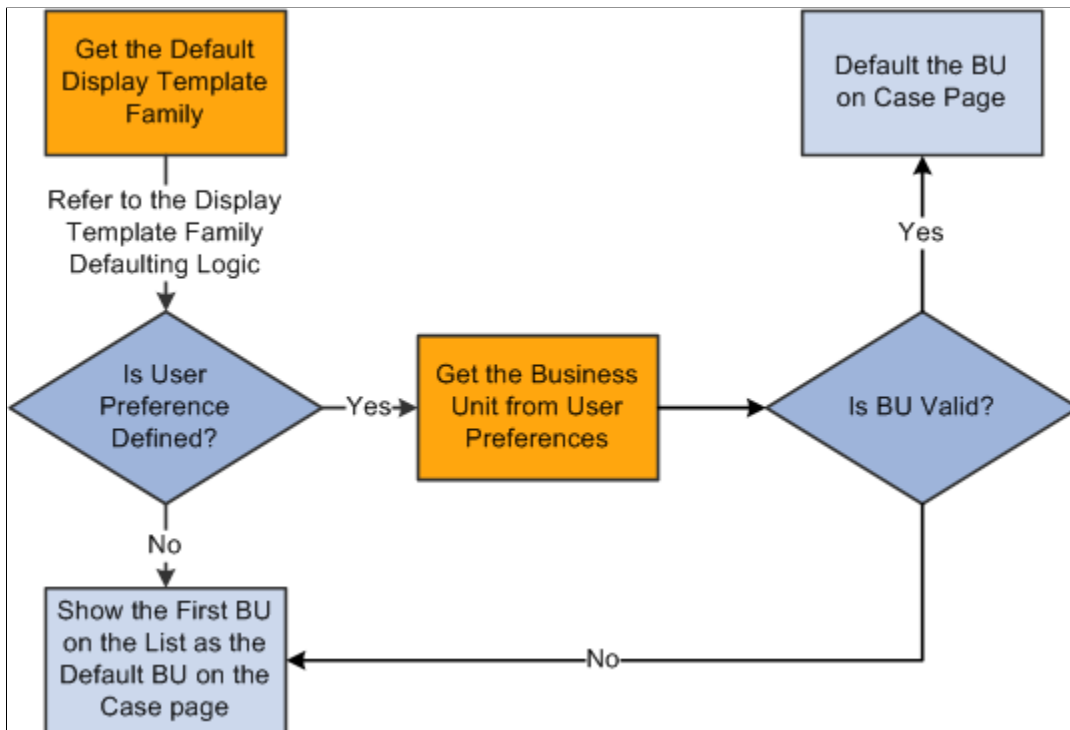 Get the Default
Display Template
Family
Default the BU
on Case Page
Refer to the Display
Template Family
Defaulting Logic
Yes
Is User
Preference
Defined?
Yes
Get the Business
Unit from User
Preferences
Is BU Valid?
No
Show the First BU
on the List as the
Default BU on the
Case page
No